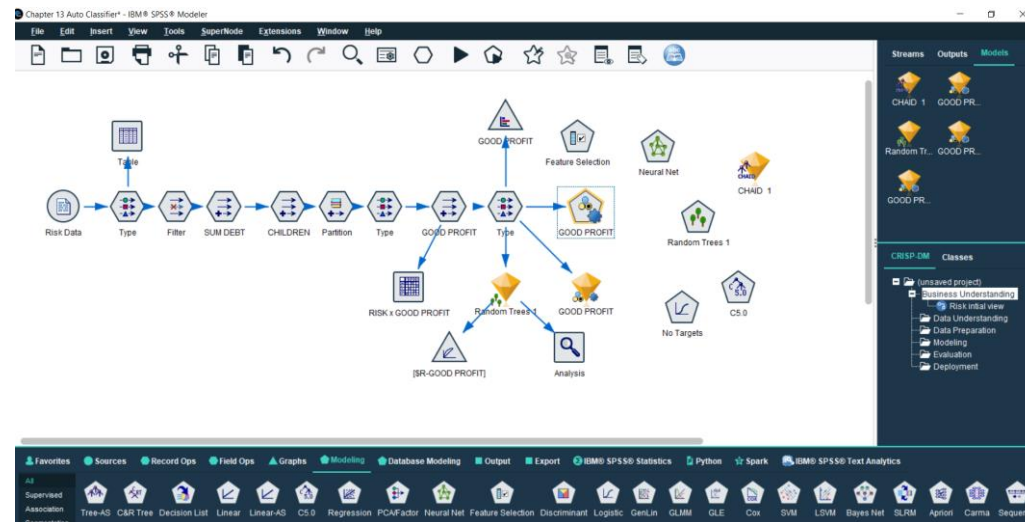 Chapter 13 Auto Classifier* - IBM® SPSS® Modeler
File Edit Insert View Tools SuperNode Extensions Window Help
Streams Outputs Models
CHAID 1 GOOD PR...
Random Tr... GOOD PR...
GOOD PR...
GOOD PROFIT
Feature Selection
Neural Net
CHAID
CHAID 1
Table
Risk Data Type Filter SUM DEBT CHILDREN Partition Type GOOD PROFIT Type GOOD PROFIT
Random Trees 1
RISK x GOOD PROFIT Random Trees 1 GOOD PROFIT
No Targets
C5.0
C5.0
[$R-GOOD PROFIT] Analysis
CRISP-DM Classes
(unsaved project)
Business Understanding
Risk intial view
Data Understanding
Data Preparation
Modeling
Evaluation
Deployment
Favorites Sources Record Ops Field Ops Graphs Modeling Database Modeling Output Export IBM® SPSS® Statistics Python Spark IBM® SPSS® Text Analytics
All
Supervised
Association
Segmentation
Tree-AS C&R Tree Decision List Linear Linear-AS C5.0 Regression PCA/Factor Neural Net Feature Selection Discriminant Logistic GenLin GLMM GLE Cox SVM LSVM Bayes Net SLRM Apriori Carma Sequen